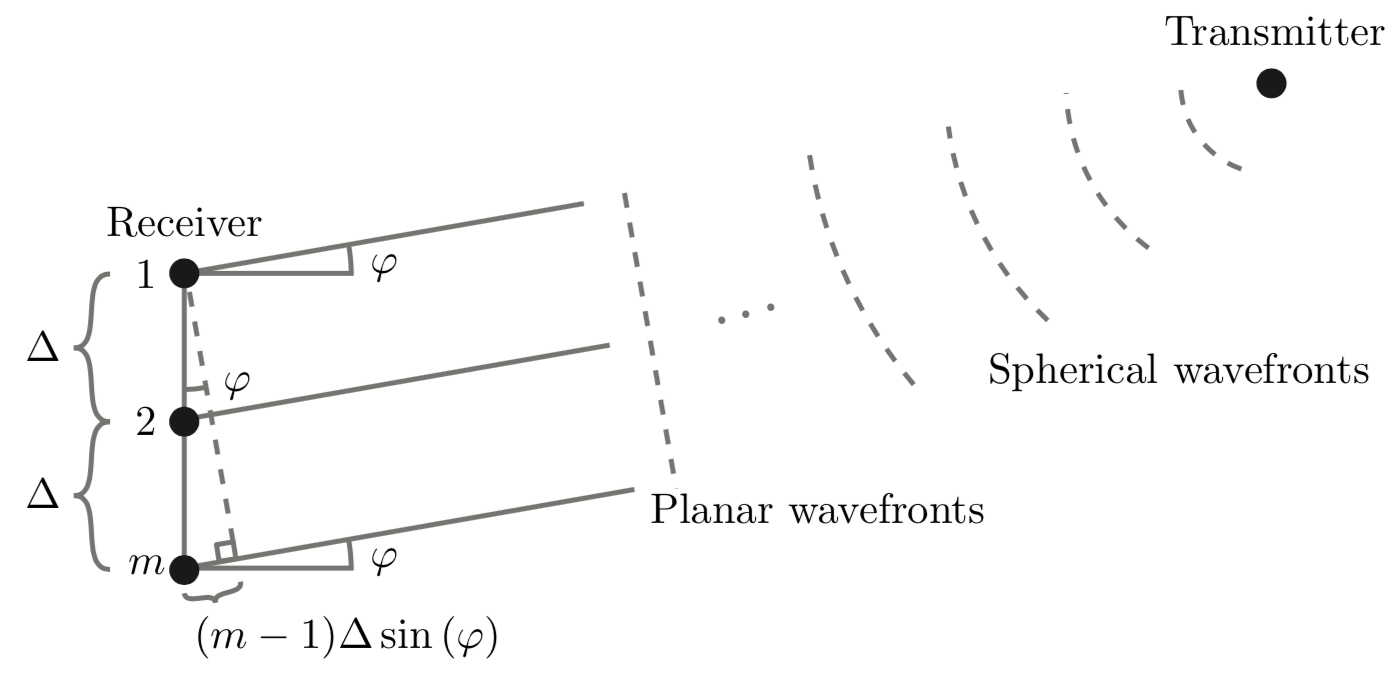 Transmitter
Receiver
1
φ
Δ
φ
Spherical wavefronts
2
Δ
Planar wavefronts
m
φ
(m − 1)Δ sin (φ)